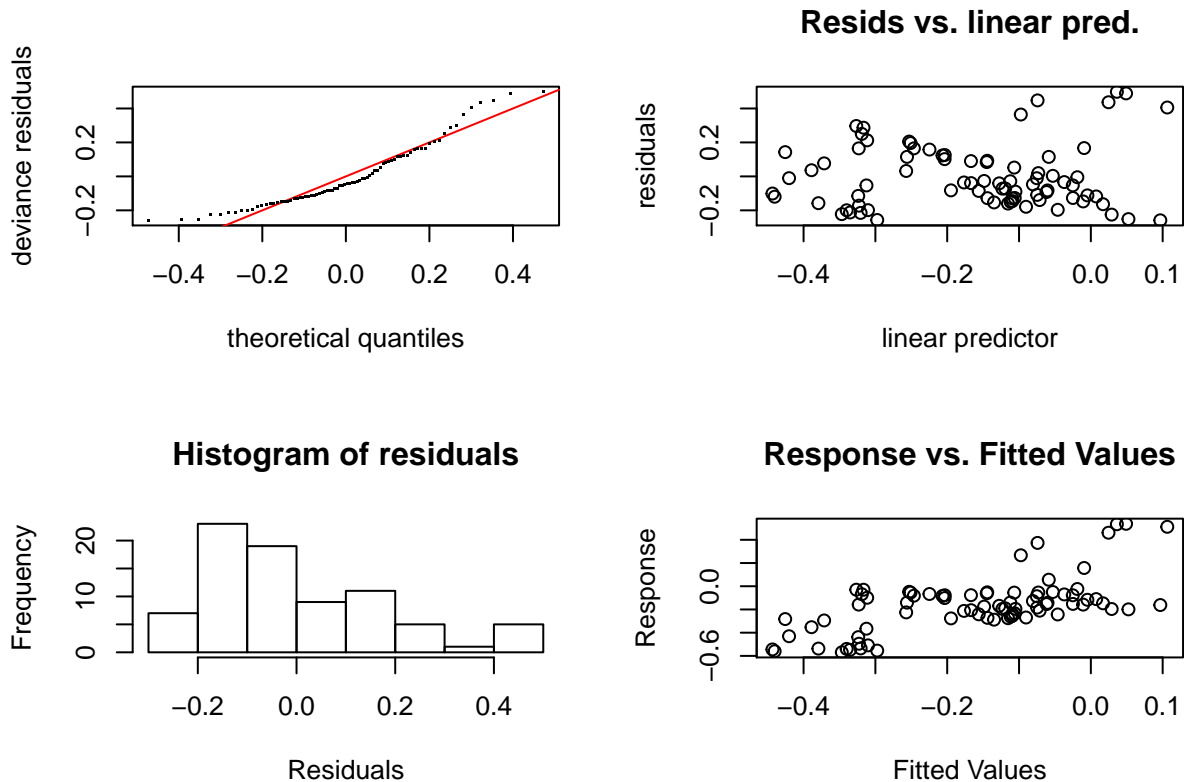 deviance residuals
−0.2 0.2
−0.4 −0.2 0.0 0.2 0.4
theoretical quantiles
Resids vs. linear pred.
residuals
−0.2 0.2
−0.4 −0.2 0.0 0.1
linear predictor
Histogram of residuals
Frequency
0 10 20
−0.2 0.0 0.2 0.4
Residuals
Response vs. Fitted Values
Response
−0.6 0.0
−0.4 −0.2 0.0 0.1
Fitted Values